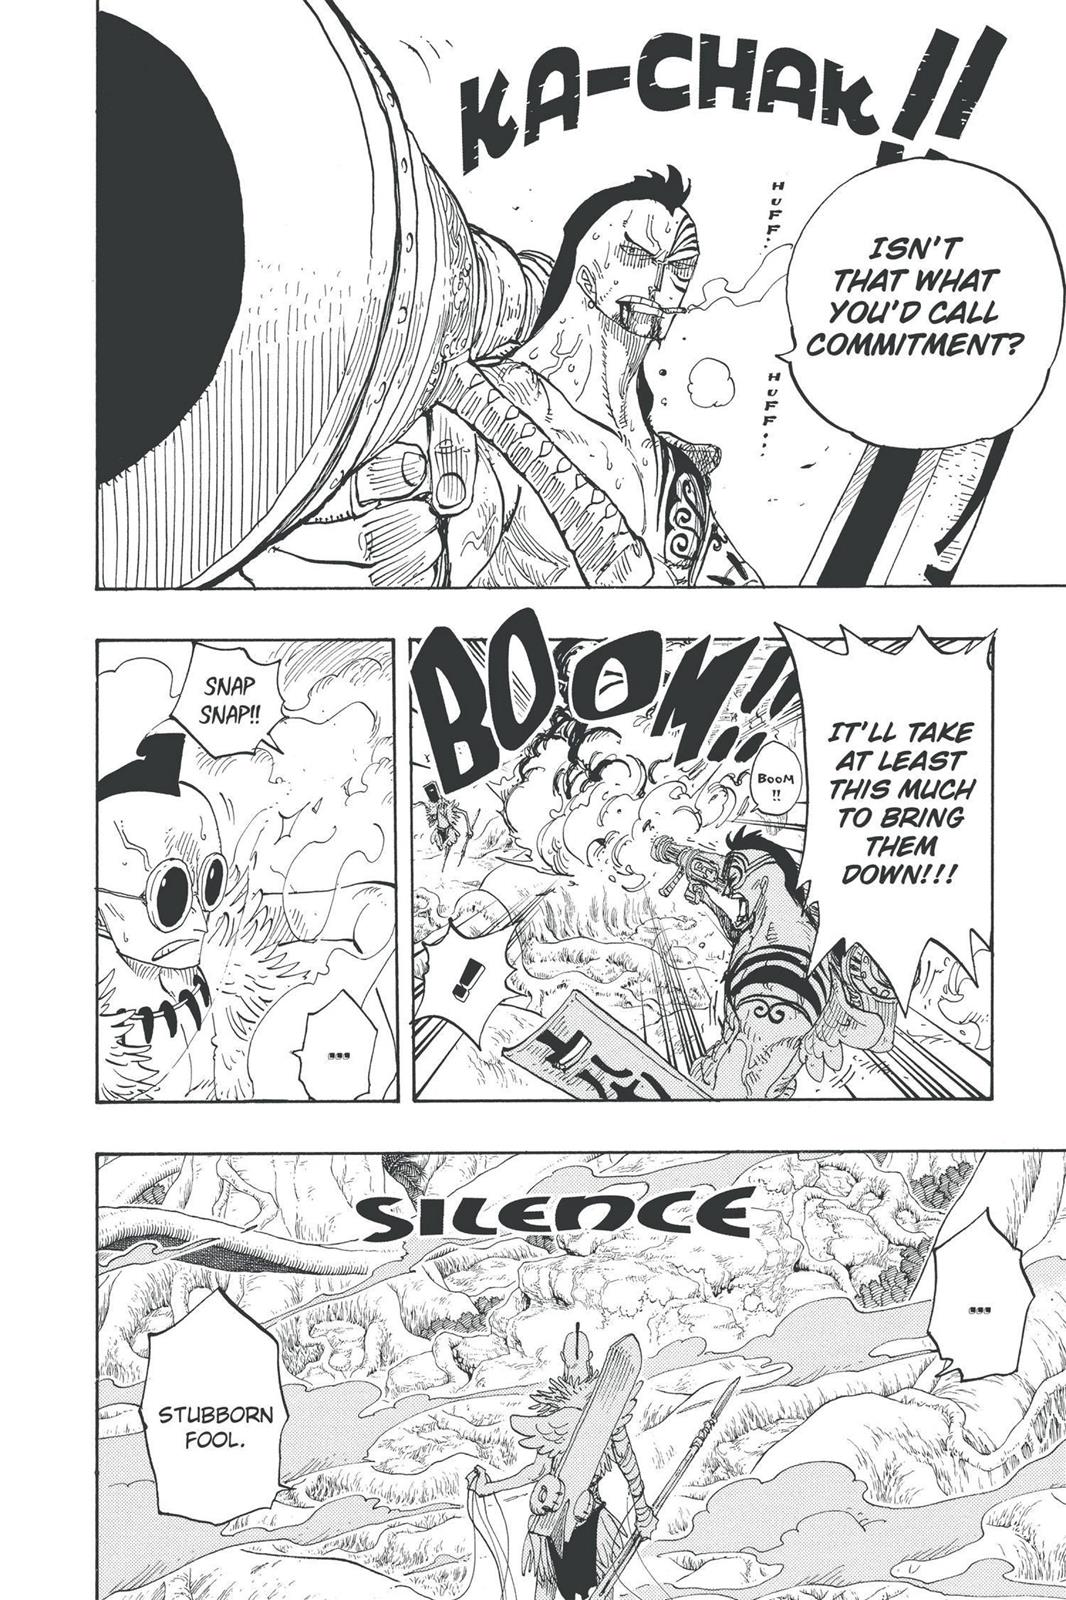 KA-CHAK!!
HUFF..
ISN'T
THAT WHAT
YOU'D CALL
COMMITMENT?
HUFF...
IT'LL TAKE
AT LEAST
THIS MUCH
TO BRING
THEM
DOWN!!!
BOOM!!
BOOM
!!
!
SNAP
SNAP!!
...
SILENCE
...
STUBBORN
FOOL.